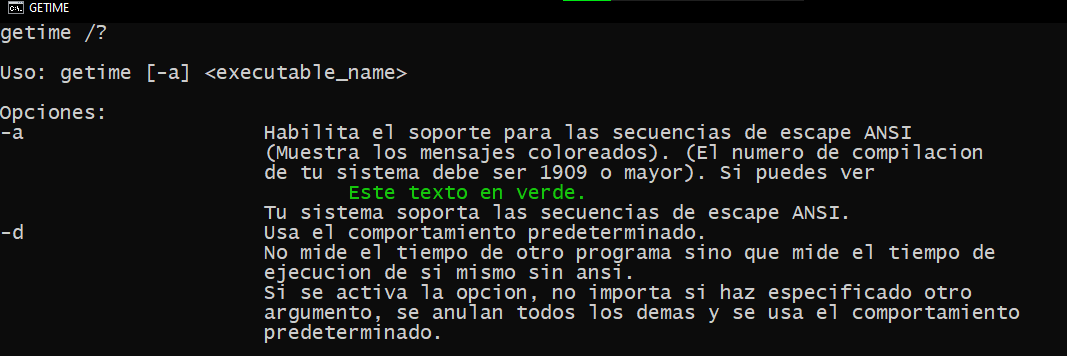 GETIME
getime /?
Uso: getime [-a] <executable_name>
Opciones:
-a Habilita el soporte para las secuencias de escape ANSI
(Muestra los mensajes coloreados). (El numero de compilacion
de tu sistema debe ser 1909 o mayor). Si puedes ver
Este texto en verde.
Tu sistema soporta las secuencias de escape ANSI.
-d Usa el comportamiento predeterminado.
No mide el tiempo de otro programa sino que mide el tiempo de
ejecucion de si mismo sin ansi.
Si se activa la opcion, no importa si haz especificado otro
argumento, se anulan todos los demas y se usa el comportamiento
predeterminado.